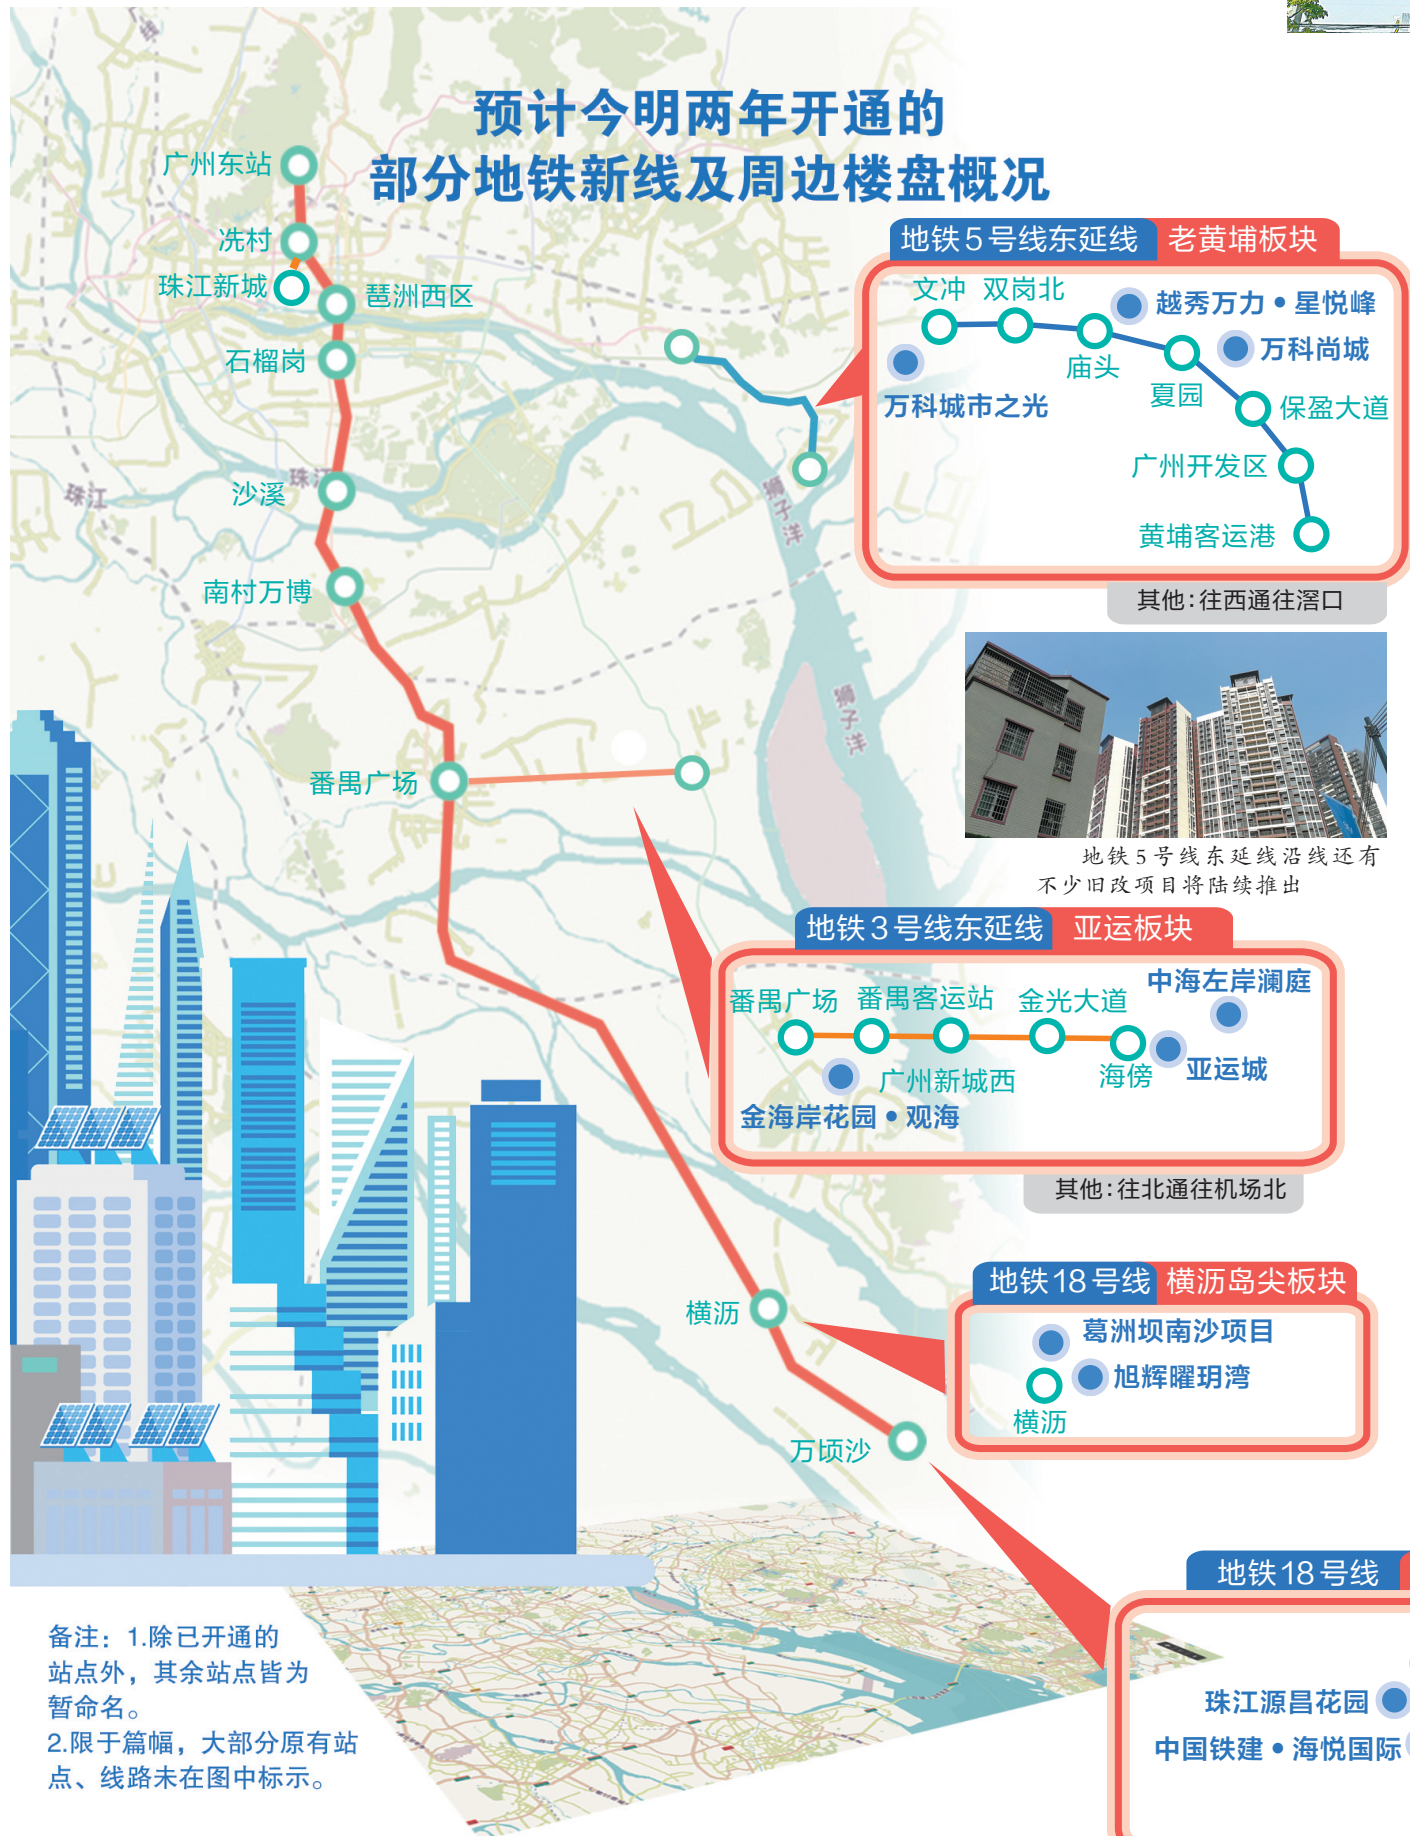 预计今明两年开通的
部分地铁新线及周边楼盘概况
线
广州东站
冼村
珠江新城
琶洲西区
石榴岗
珠江
珠江
沙溪
南村万博
番禺广场
狮子洋
狮子洋
横沥
万顷沙
地铁5号线东延线 老黄埔板块
文冲 双岗北
越秀万力·星悦峰
万科尚城
庙头
夏园
万科城市之光
保盈大道
广州开发区
黄埔客运港
其他:往西通往滘口
地铁5号线东延线沿线还有
不少旧改项目将陆续推出
地铁3号线东延线 亚运板块
中海左岸澜庭
番禺广场 番禺客运站 金光大道
亚运城
广州新城西 海傍
金海岸花园·观海
其他:往北通往机场北
地铁18号线 横沥岛尖板块
葛洲坝南沙项目
旭辉曜玥湾
横沥
地铁18号线
珠江源昌花园
中国铁建·海悦国际
备注：1.除已开通的
站点外，其余站点皆为
暂命名。
2.限于篇幅，大部分原有站
点、线路未在图中标示。